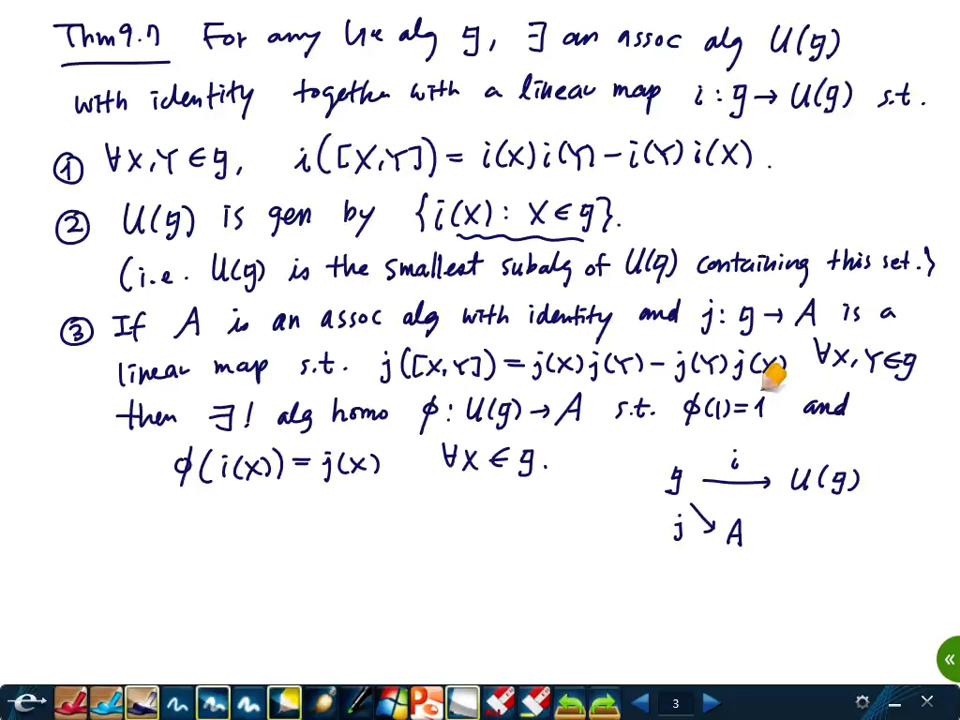 Thm 9.7 For any Lie alg 𝔤, ∃ an assoc alg U(𝔤)
with identity together with a linear map i : 𝔤 → U(𝔤) s.t.
① ∀X,Y ∈ 𝔤, i([X,Y]) = i(X)i(Y) − i(Y)i(X).
② U(𝔤) is gen by {i(X) : X ∈ 𝔤}.
(i.e. U(𝔤) is the smallest subalg of U(𝔤) containing this set.)
③ If A is an assoc alg with identity and j : 𝔤 → A is a
linear map s.t. j([X,Y]) = j(X)j(Y) − j(Y)j(X) ∀X,Y∈𝔤
then ∃! alg homo ϕ : U(𝔤) → A s.t. ϕ(1)=1 and
ϕ(i(X)) = j(X) ∀X ∈ 𝔤.
i
𝔤 → U(𝔤)
j ↘ A
3